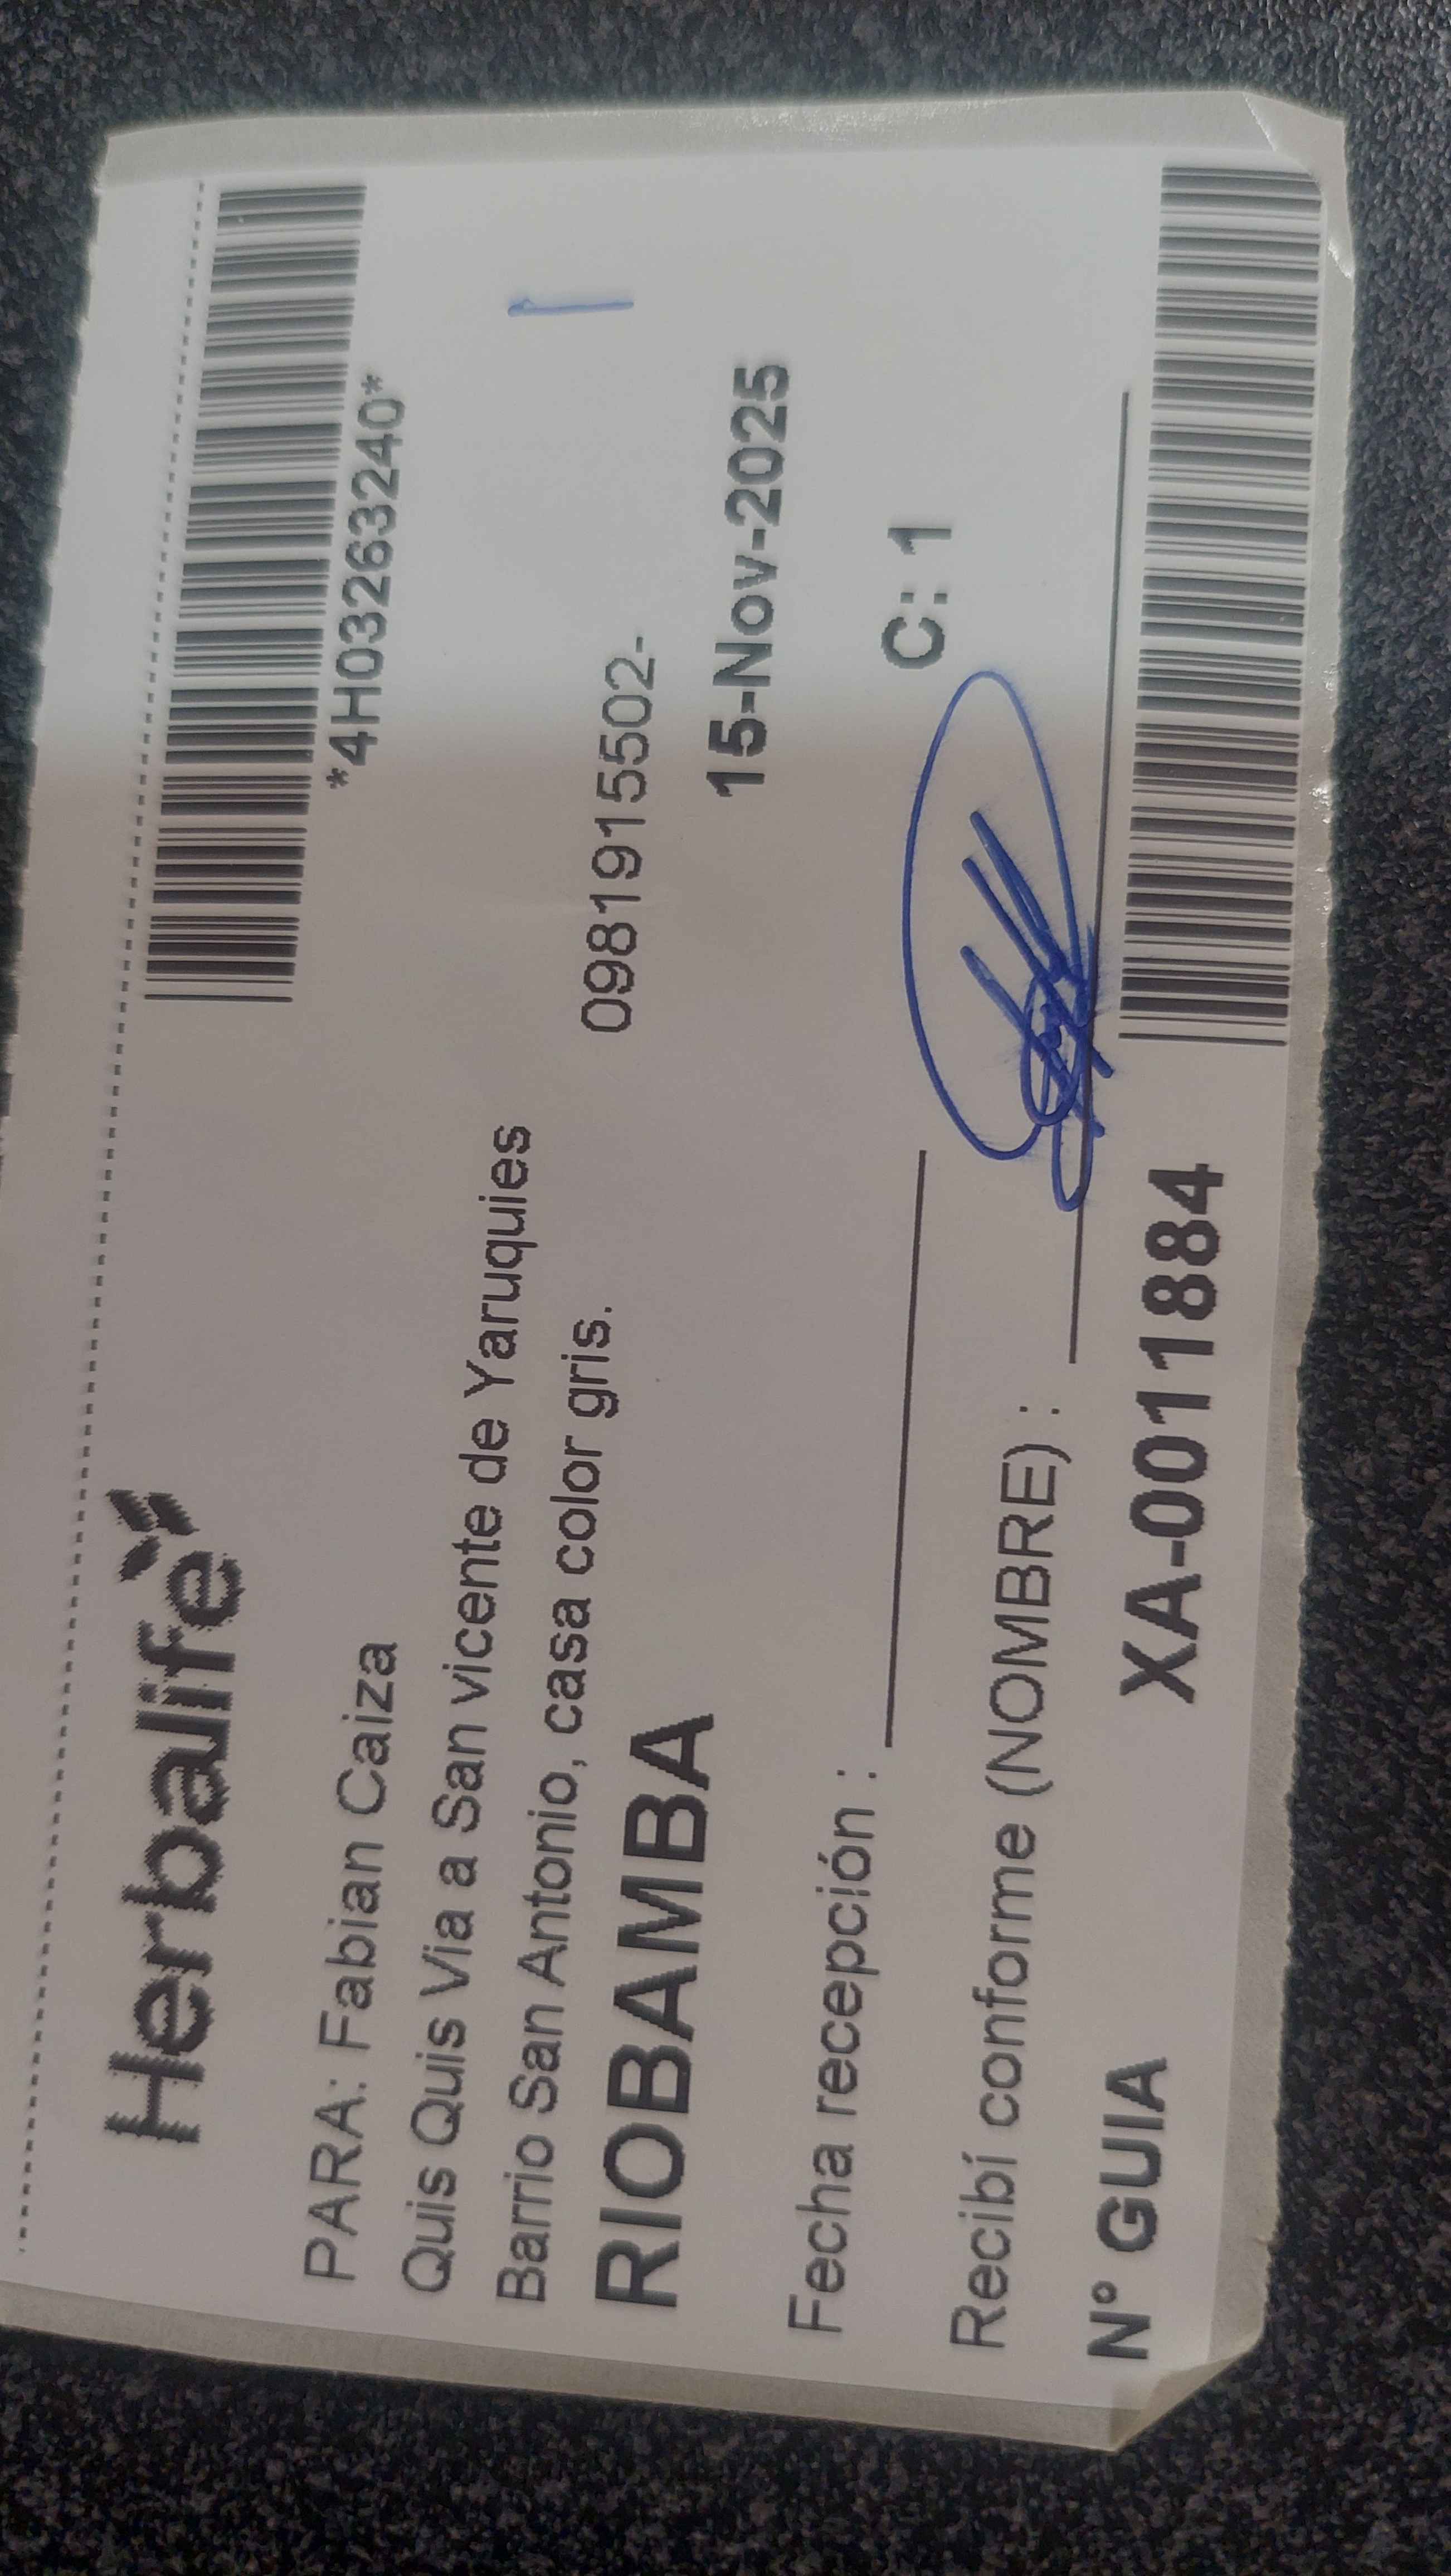 Herbalife
*4H03263240*
PARA: Fabian Caiza
Quis Quis Via a San vicente de Yaruquies
Barrio San Antonio, casa color gris.
0981915502-
RIOBAMBA
15-Nov-2025
Fecha recepción :
C: 1
Recibí conforme (NOMBRE) :
N° GUIA XA-0011884